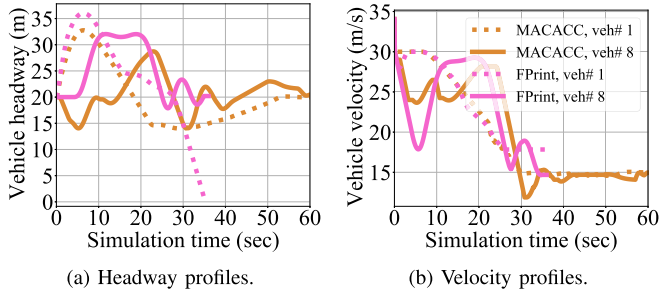 Vehicle headway (m)
35
30
25
20
15
10
5
0
0 10 20 30 40 50 60
Simulation time (sec)
(a) Headway profiles.
Vehicle velocity (m/s)
35
30
25
20
15
MACACC, veh# 1
MACACC, veh# 8
FPrint, veh# 1
FPrint, veh# 8
0 10 20 30 40 50 60
Simulation time (sec)
(b) Velocity profiles.